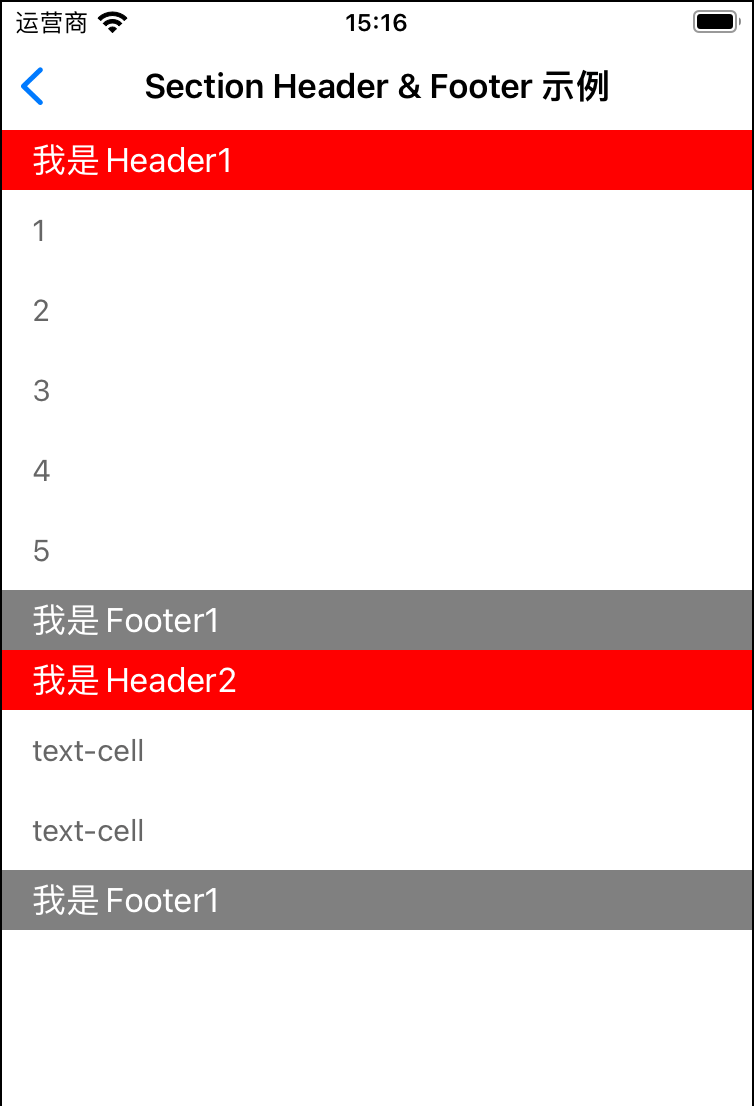 运营商 15:16
Section Header & Footer 示例
我是 Header1
1
2
3
4
5
我是 Footer1
我是 Header2
text-cell
text-cell
我是 Footer1